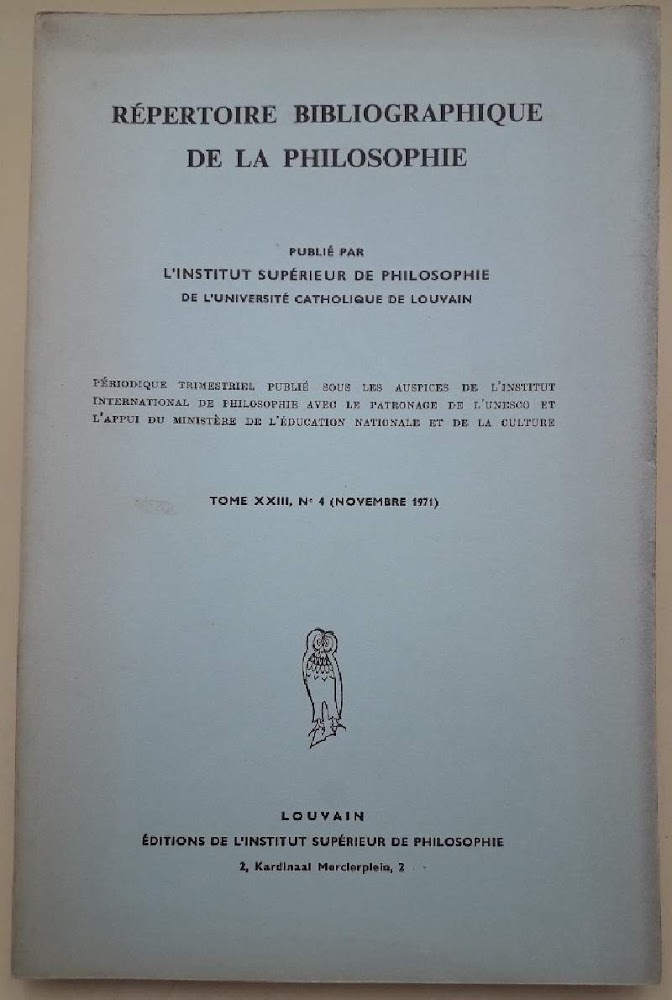 RÉPERTOIRE BIBLIOGRAPHIQUE
DE LA PHILOSOPHIE
PUBLIÉ PAR
L'INSTITUT SUPÉRIEUR DE PHILOSOPHIE
DE L'UNIVERSITÉ CATHOLIQUE DE LOUVAIN
PÉRIODIQUE TRIMESTRIEL PUBLIÉ SOUS LES AUSPICES DE L'INSTITUT
INTERNATIONAL DE PHILOSOPHIE AVEC LE PATRONAGE DE L'UNESCO ET
L'APPUI DU MINISTÈRE DE L'ÉDUCATION NATIONALE ET DE LA CULTURE
TOME XXIII, N° 4 (NOVEMBRE 1971)
LOUVAIN
ÉDITIONS DE L'INSTITUT SUPÉRIEUR DE PHILOSOPHIE
2, Kardinaal Mercierplein, 2